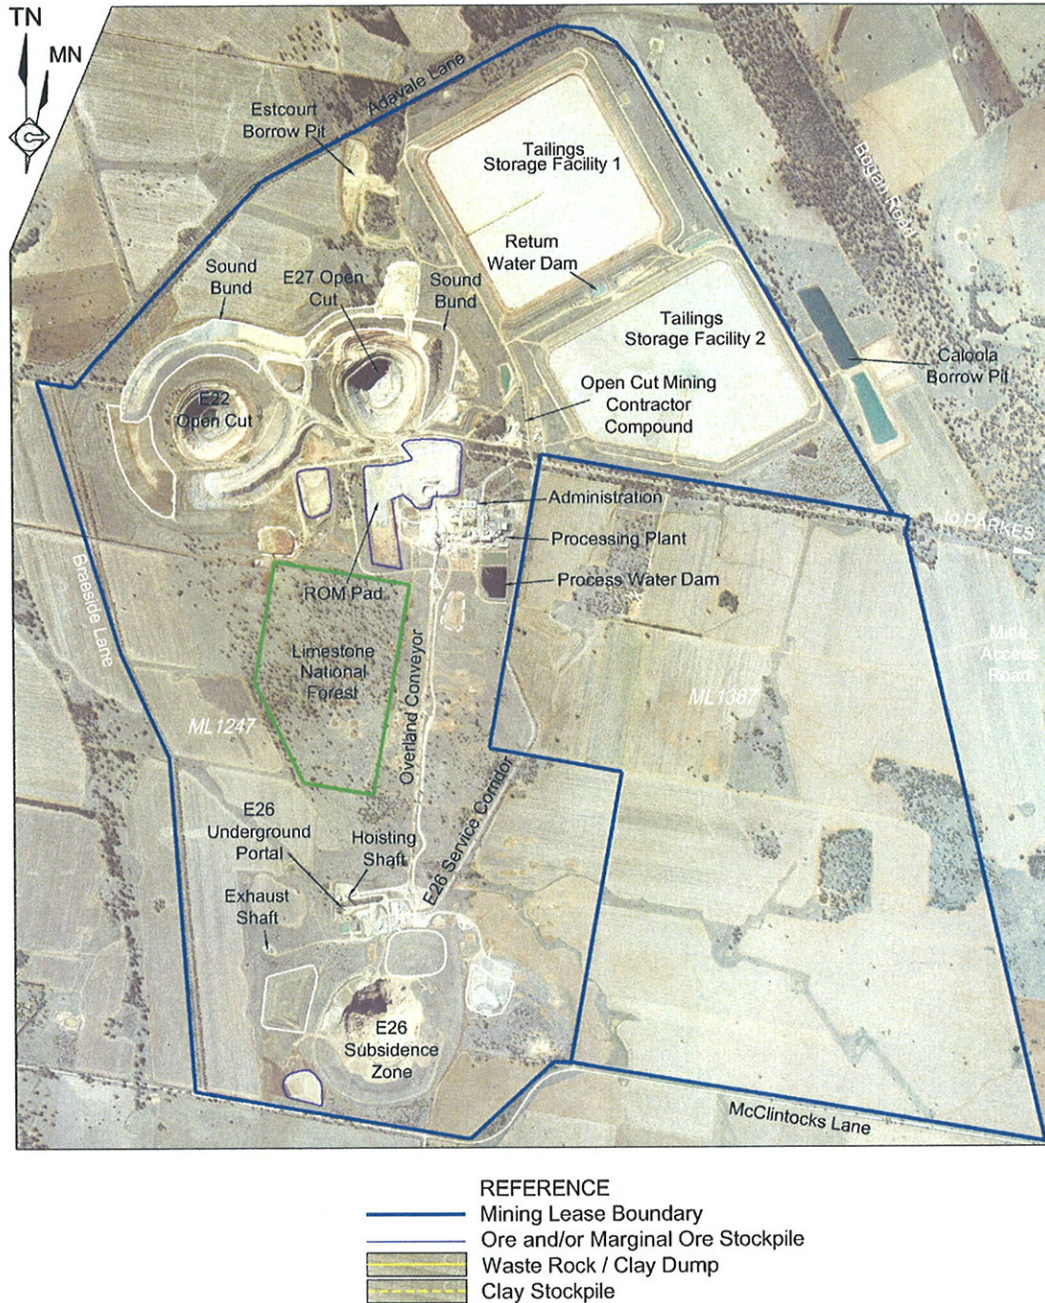 TN
MN
Adavale Lane
Estcourt
Borrow Pit
Tailings
Storage Facility 1
Bogan Road
Return
Water Dam
Sound
Bund
E27 Open
Cut
Sound
Bund
Tailings
Storage Facility 2
Caloola
Borrow Pit
E22
Open Cut
Open Cut Mining
Contractor
Compound
Administration
to PARKES
Processing Plant
ROM Pad
Process Water Dam
Braeside Lane
Limestone
National
Forest
Overland Conveyor
Mine
Access
Road
ML1247
ML1367
E26
Underground
Portal
Hoisting
Shaft
E26 Service Corridor
Exhaust
Shaft
E26
Subsidence
Zone
McClintocks Lane
REFERENCE
Mining Lease Boundary
Ore and/or Marginal Ore Stockpile
Waste Rock / Clay Dump
Clay Stockpile